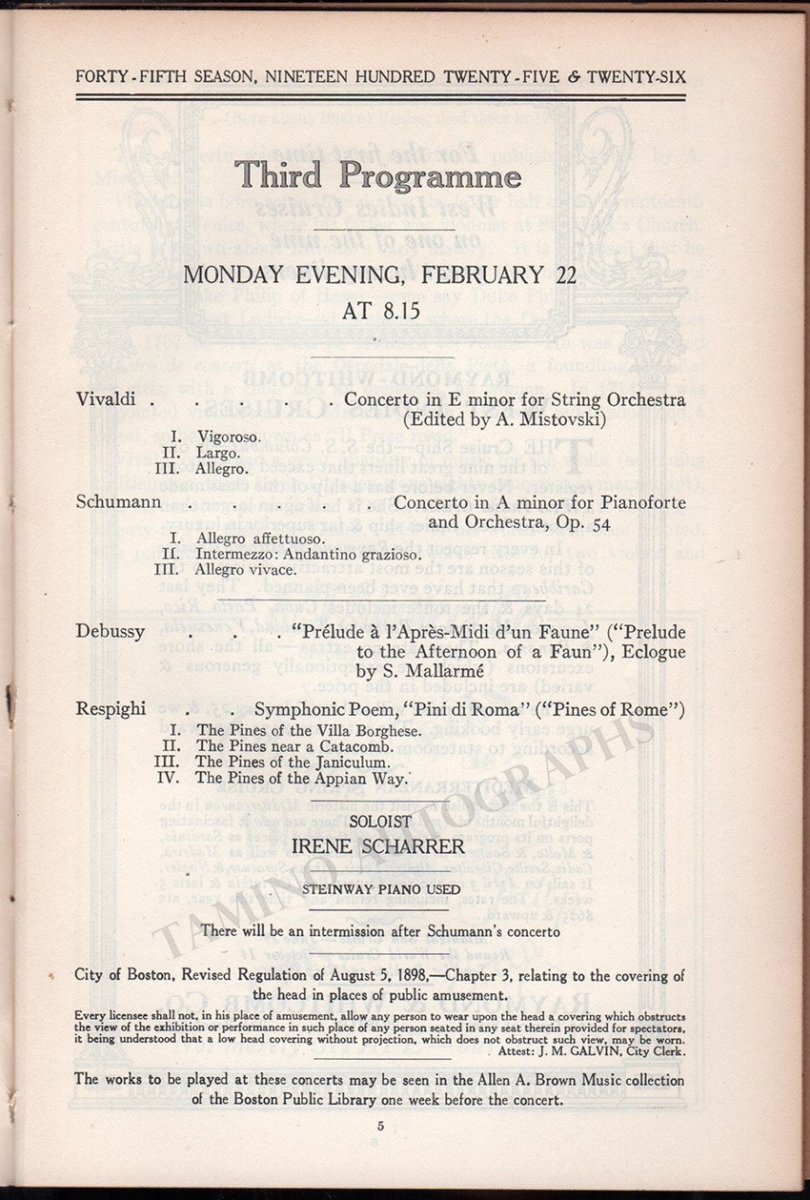 FORTY-FIFTH SEASON, NINETEEN HUNDRED TWENTY-FIVE & TWENTY-SIX
Third Programme
MONDAY EVENING, FEBRUARY 22
AT 8.15
Vivaldi . . . . . Concerto in E minor for String Orchestra
(Edited by A. Mistovski)
I. Vigoroso.
II. Largo.
III. Allegro.
Schumann . . . . . Concerto in A minor for Pianoforte
and Orchestra, Op. 54
I. Allegro affettuoso.
II. Intermezzo: Andantino grazioso.
III. Allegro vivace.
Debussy . . . "Prélude à l'Après-Midi d'un Faune" ("Prelude
to the Afternoon of a Faun"), Eclogue
by S. Mallarmé
Respighi . . Symphonic Poem, "Pini di Roma" ("Pines of Rome")
I. The Pines of the Villa Borghese.
II. The Pines near a Catacomb.
III. The Pines of the Janiculum.
IV. The Pines of the Appian Way.
SOLOIST
IRENE SCHARRER
STEINWAY PIANO USED
TAMINO AUTOGRAPHS
There will be an intermission after Schumann's concerto
City of Boston, Revised Regulation of August 5, 1898,—Chapter 3, relating to the covering of
the head in places of public amusement.
Every licensee shall not, in his place of amusement, allow any person to wear upon the head a covering which obstructs
the view of the exhibition or performance in such place of any person seated in any seat therein provided for spectators,
it being understood that a low head covering without projection, which does not obstruct such view, may be worn.
Attest: J. M. GALVIN, City Clerk.
The works to be played at these concerts may be seen in the Allen A. Brown Music collection
of the Boston Public Library one week before the concert.
5